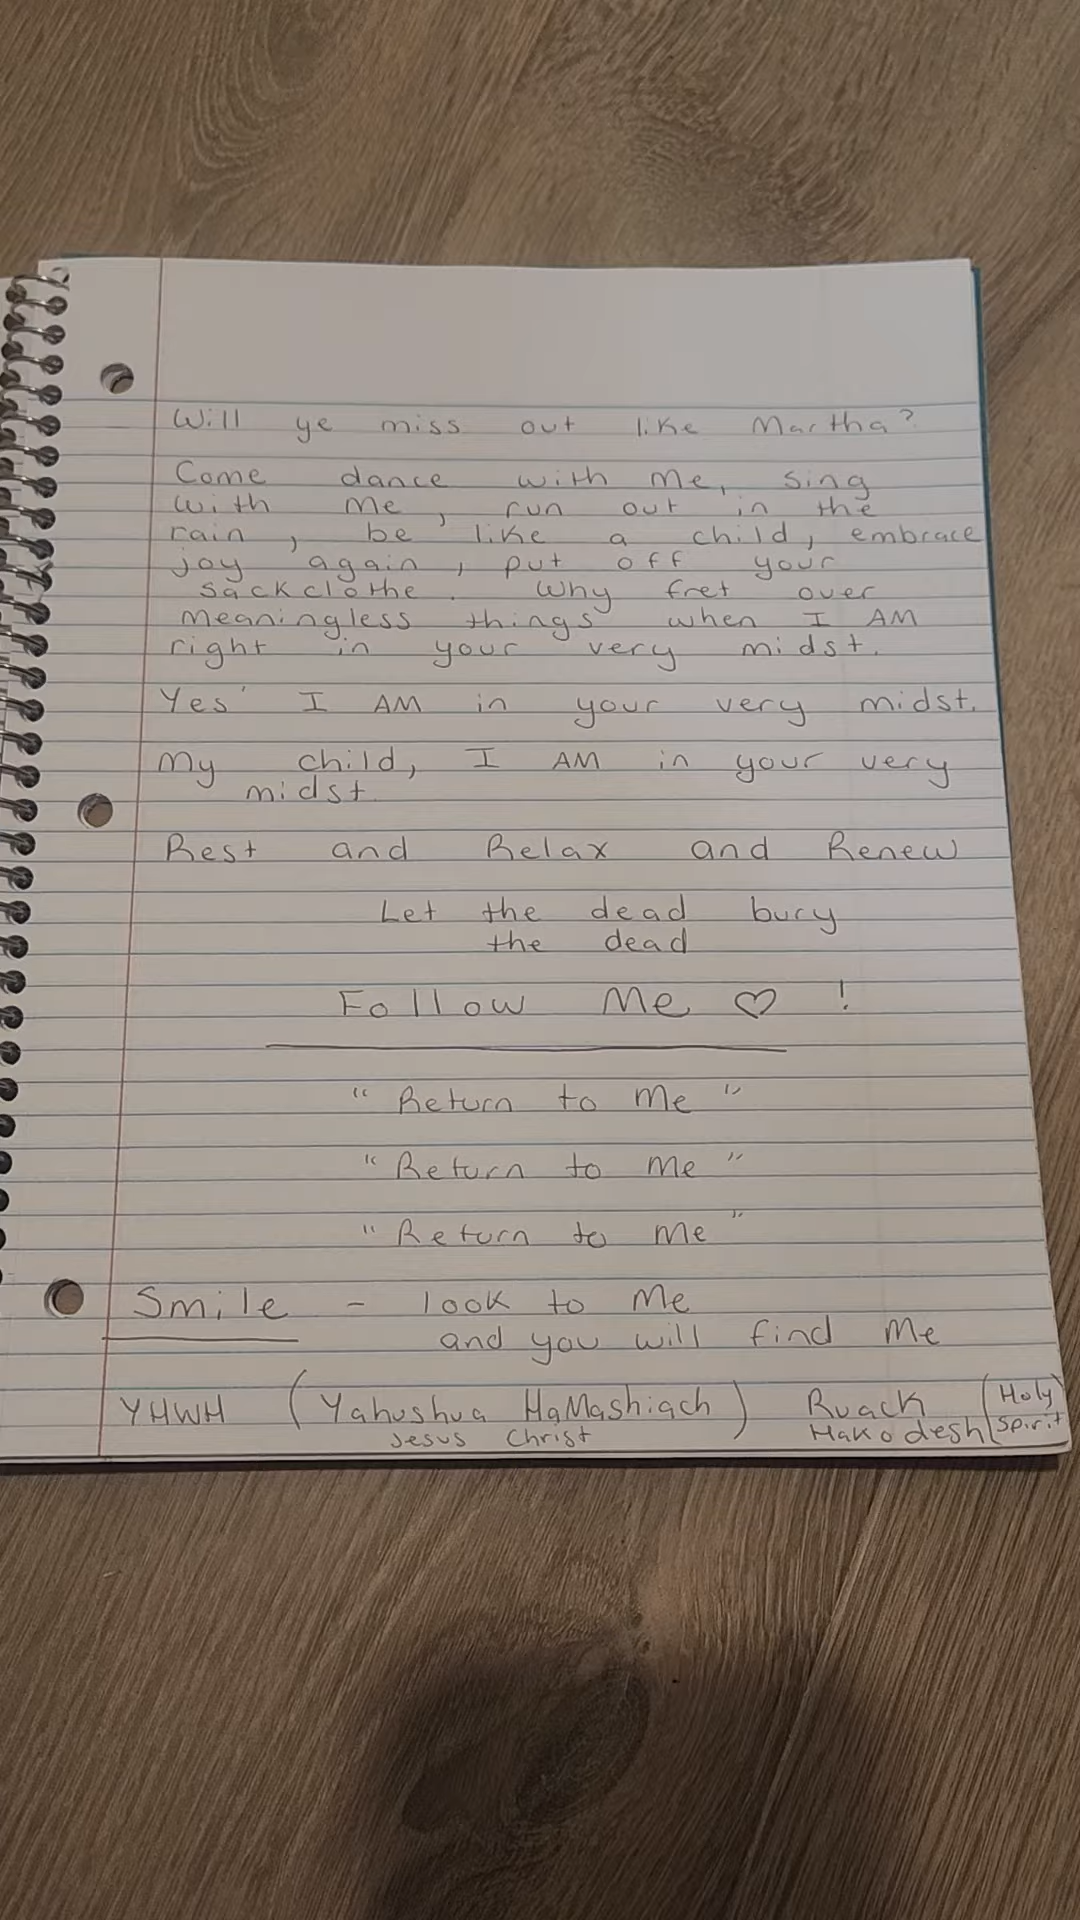 Will ye miss out like Martha?
Come dance with Me, sing
with Me, run out in the
rain, be like a child, embrace
joy again, put off your
sackclothe. Why fret over
meaningless things when I AM
right in your very midst.
Yes' I AM in your very midst.
My child, I AM in your very
midst.
Rest and Relax and Renew
Let the dead bury
the dead
Follow Me ♡ !
"Return to Me"
"Return to Me"
"Return to Me"
Smile - look to Me
and you will find Me
YHWH (Yahushua HaMashiach) Ruack (Holy
Jesus Christ Hakodesh Spirit